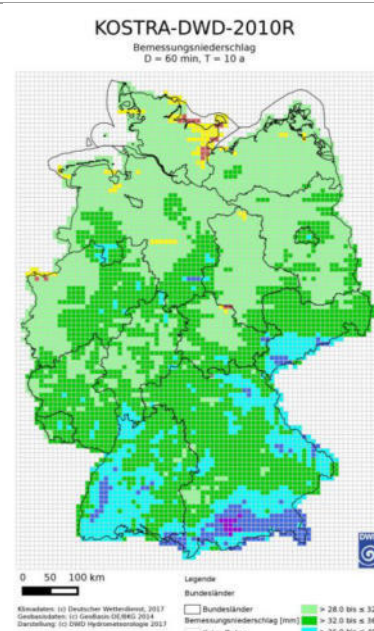 KOSTRA-DWD-2010R
Bemessungsniederschlag
D = 60 min, T = 10 a
DWD
0 50 100 km
Klimadaten: (c) Deutscher Wetterdienst, 2017
Geobasisdaten: (c) GeoBasis-DE/BKG 2014
Darstellung: (c) DWD Hydrometeorologie 2017
Legende
Bundesländer
Bundesländer
Bemessungsniederschlag [mm]
> 28.0 bis ≤ 32
> 32.0 bis ≤ 36